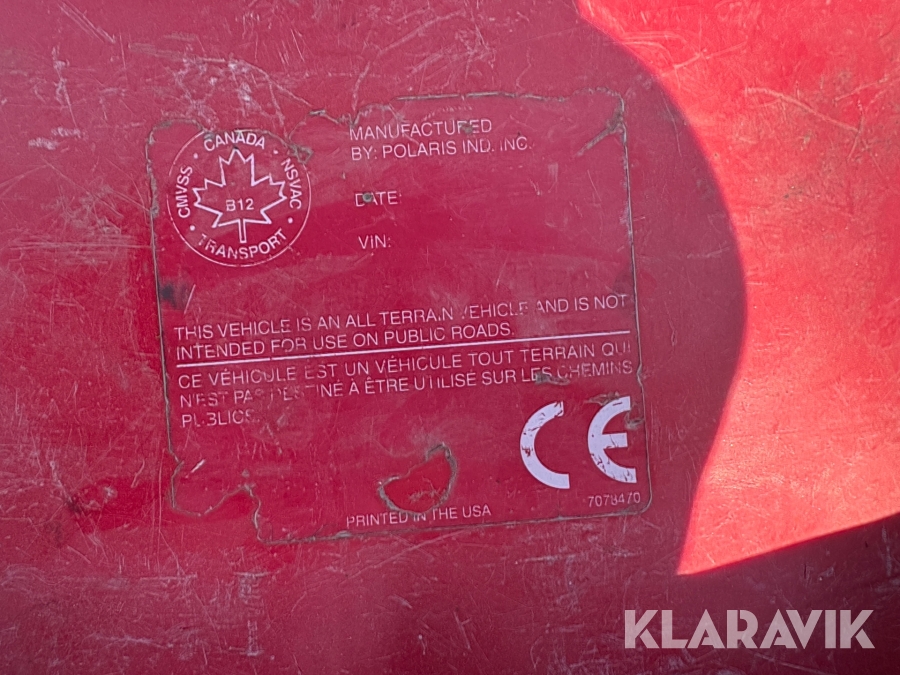 CANADA
CMVSS · NSVAC
B12
TRANSPORT
MANUFACTURED
BY: POLARIS IND. INC.
DATE:
VIN:
THIS VEHICLE IS AN ALL TERRAIN VEHICLE AND IS NOT
INTENDED FOR USE ON PUBLIC ROADS.
CE VÉHICULE EST UN VÉHICULE TOUT TERRAIN QUI
N'EST PAS DESTINÉ À ÊTRE UTILISÉ SUR LES CHEMINS
PUBLICS.
CE
7078470
PRINTED IN THE USA
KLARAVIK